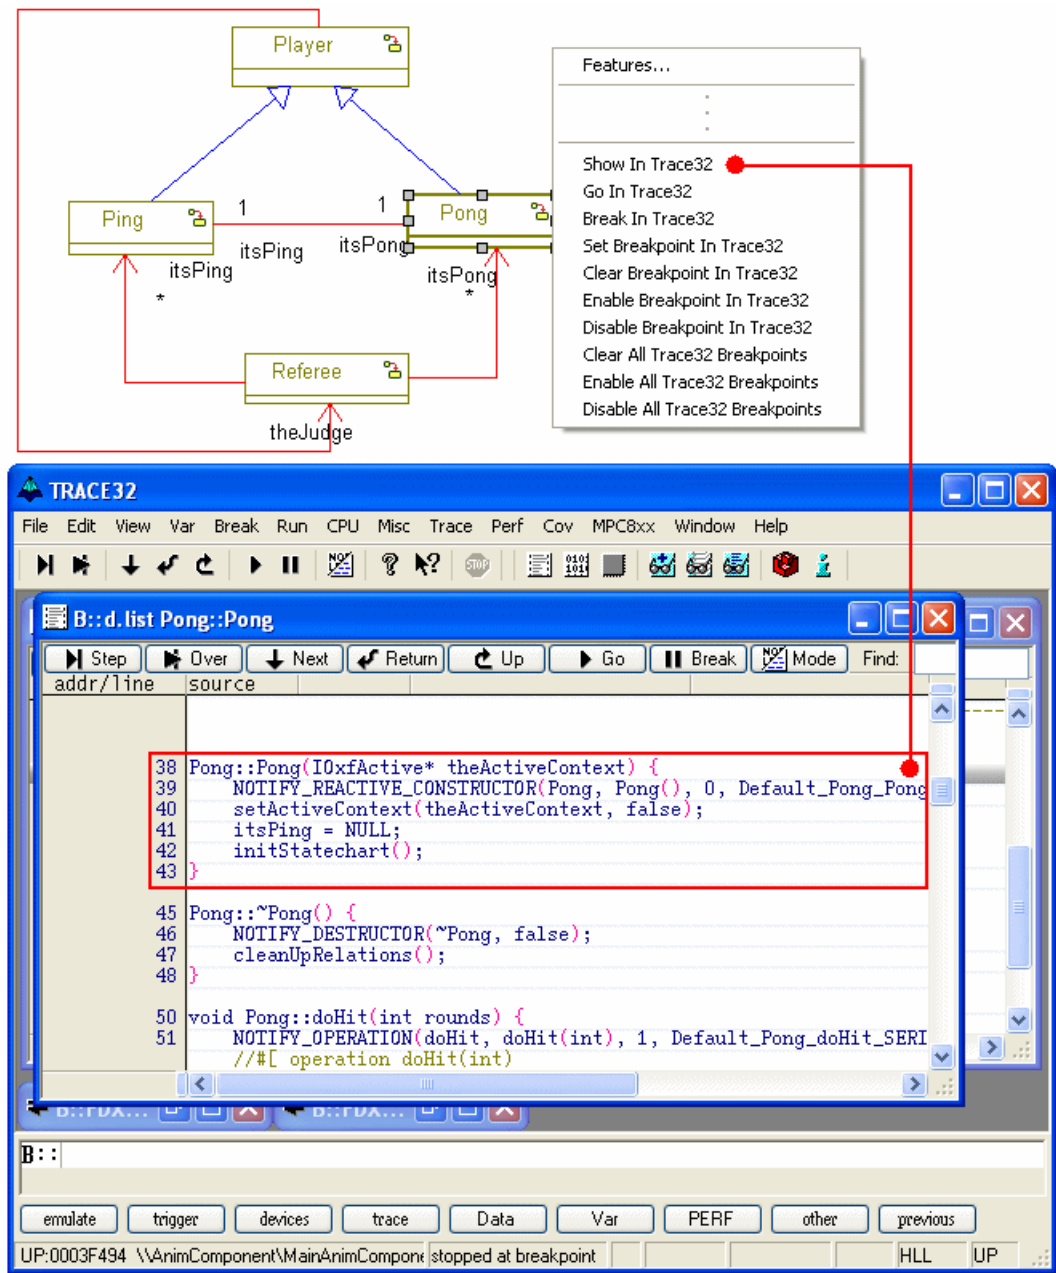 Player
Features...
Show In Trace32
Go In Trace32
Break In Trace32
Set Breakpoint In Trace32
Clear Breakpoint In Trace32
Enable Breakpoint In Trace32
Disable Breakpoint In Trace32
Clear All Trace32 Breakpoints
Enable All Trace32 Breakpoints
Disable All Trace32 Breakpoints
Ping
1
1
Pong
itsPing
itsPong
itsPing
*
itsPong
*
Referee
theJudge
TRACE32
File Edit View Var Break Run CPU Misc Trace Perf Cov MPC8xx Window Help
B::d.list Pong::Pong
Step Over Next Return Up Go Break Mode Find:
addr/line source
38 Pong::Pong(IOxfActive* theActiveContext) {
39 NOTIFY_REACTIVE_CONSTRUCTOR(Pong, Pong(), 0, Default_Pong_Pong
40 setActiveContext(theActiveContext, false);
41 itsPing = NULL;
42 initStatechart();
43 }
45 Pong::~Pong() {
46 NOTIFY_DESTRUCTOR(~Pong, false);
47 cleanUpRelations();
48 }
50 void Pong::doHit(int rounds) {
51 NOTIFY_OPERATION(doHit, doHit(int), 1, Default_Pong_doHit_SERI
//#[ operation doHit(int)
B::FDX... B::FDX...
B::
emulate trigger devices trace Data Var PERF other previous
UP:0003F494 \\AnimComponent\MainAnimCompone stopped at breakpoint HLL UP